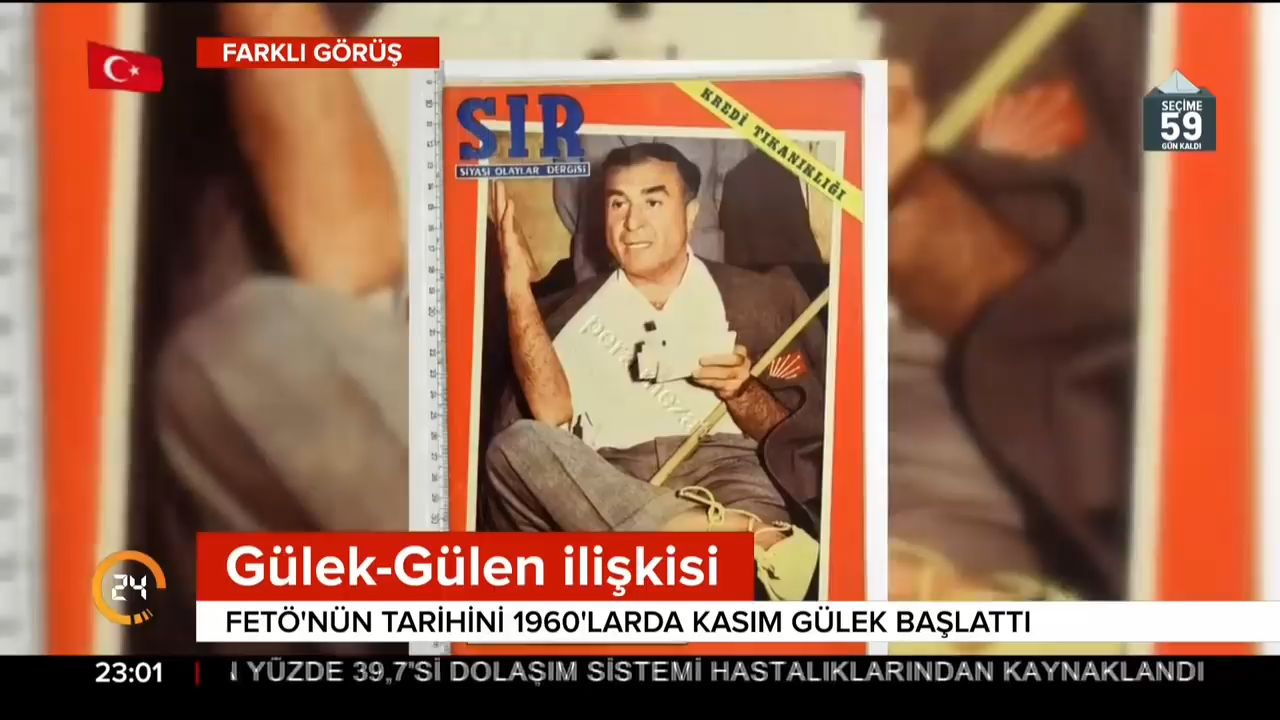 FARKLI GÖRÜŞ
SEÇİME
59
GÜN KALDI
SIR
SİYASİ OLAYLAR DERGİSİ
KREDİ TIKANIKLIĞI
24
Gülek-Gülen ilişkisi
FETÖ'NÜN TARİHİNİ 1960'LARDA KASIM GÜLEK BAŞLATTI
23:01
YÜZDE 39,7'Sİ DOLAŞIM SİSTEMİ HASTALIKLARINDAN KAYNAKLANDI